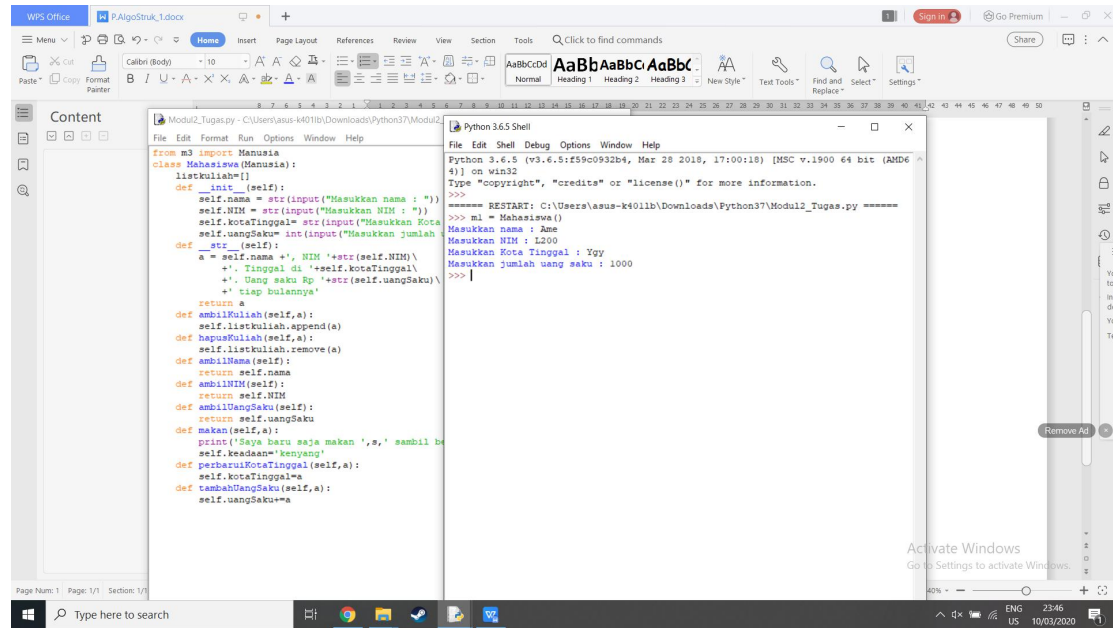 WPS Office P.AlgoStruk_1.docx + 1 Sign in Go Premium
Menu Home Insert Page Layout References Review View Section Tools Click to find commands Share
Paste Cut Copy Format Painter Calibri (Body) 10 AaBbCcDd Normal Heading 1 Heading 2 Heading 3 New Style Text Tools Find and Replace Select Settings
Content
Modul2_Tugas.py - C:\Users\asus-k401lb\Downloads\Python37\Modul2_
File Edit Format Run Options Window Help
from m3 import Manusia
class Mahasiswa(Manusia):
listkuliah=[]
def __init__(self):
self.nama = str(input("Masukkan nama : "))
self.NIM = str(input("Masukkan NIM : "))
self.kotaTinggal= str(input("Masukkan Kota
self.uangSaku= int(input("Masukkan jumlah u
def __str__(self):
a = self.nama +', NIM '+str(self.NIM)\
+'. Tinggal di '+self.kotaTinggal\
+'. Uang saku Rp '+str(self.uangSaku)\
+' tiap bulannya'
return a
def ambilKuliah(self,a):
self.listkuliah.append(a)
def hapusKuliah(self,a):
self.listkuliah.remove(a)
def ambilNama(self):
return self.nama
def ambilNIM(self):
return self.NIM
def ambilUangSaku(self):
return self.uangSaku
def makan(self,a):
print('Saya baru saja makan ',s,' sambil be
self.keadaan='kenyang'
def perbaruiKotaTinggal(self,a):
self.kotaTinggal=a
def tambahUangSaku(self,a):
self.uangSaku+=a
Python 3.6.5 Shell
File Edit Shell Debug Options Window Help
Python 3.6.5 (v3.6.5:f59c0932b4, Mar 28 2018, 17:00:18) [MSC v.1900 64 bit (AMD6
4)] on win32
Type "copyright", "credits" or "license()" for more information.
>>>
====== RESTART: C:\Users\asus-k401lb\Downloads\Python37\Modul2_Tugas.py ======
>>> m1 = Mahasiswa()
Masukkan nama : Ame
Masukkan NIM : L200
Masukkan Kota Tinggal : Ygy
Masukkan jumlah uang saku : 1000
>>>
Remove Ad
Activate Windows
Go to Settings to activate Windows.
Page Num: 1 Page: 1/1 Section: 1/1 40%
Type here to search
ENG 23:46
US 10/03/2020